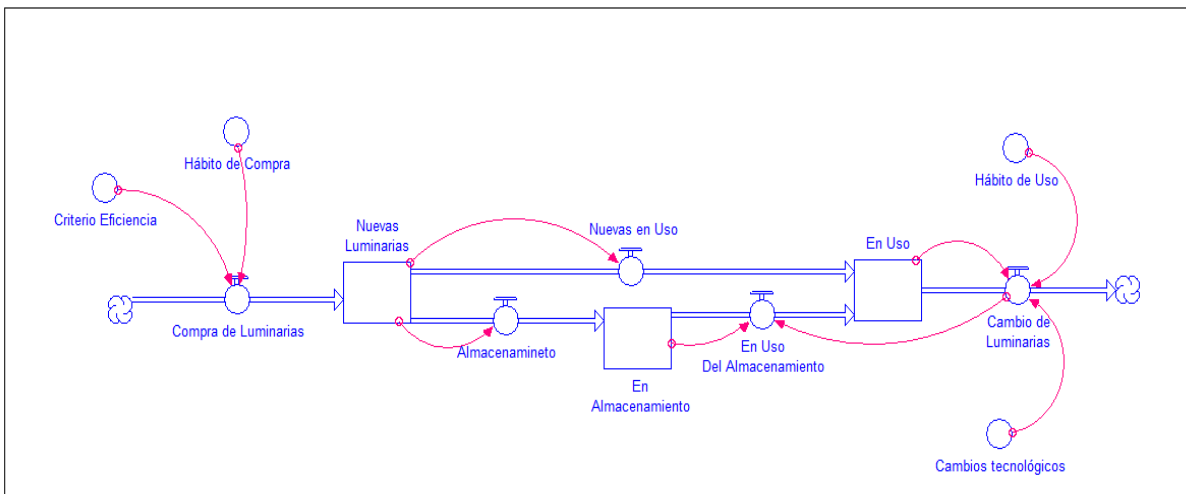 Hábito de Compra
Criterio Eficiencia
Compra de Luminarias
Nuevas
Luminarias
Nuevas en Uso
Almacenamineto
En
Almacenamiento
En Uso
Del Almacenamiento
En Uso
Hábito de Uso
Cambio de
Luminarias
Cambios tecnológicos